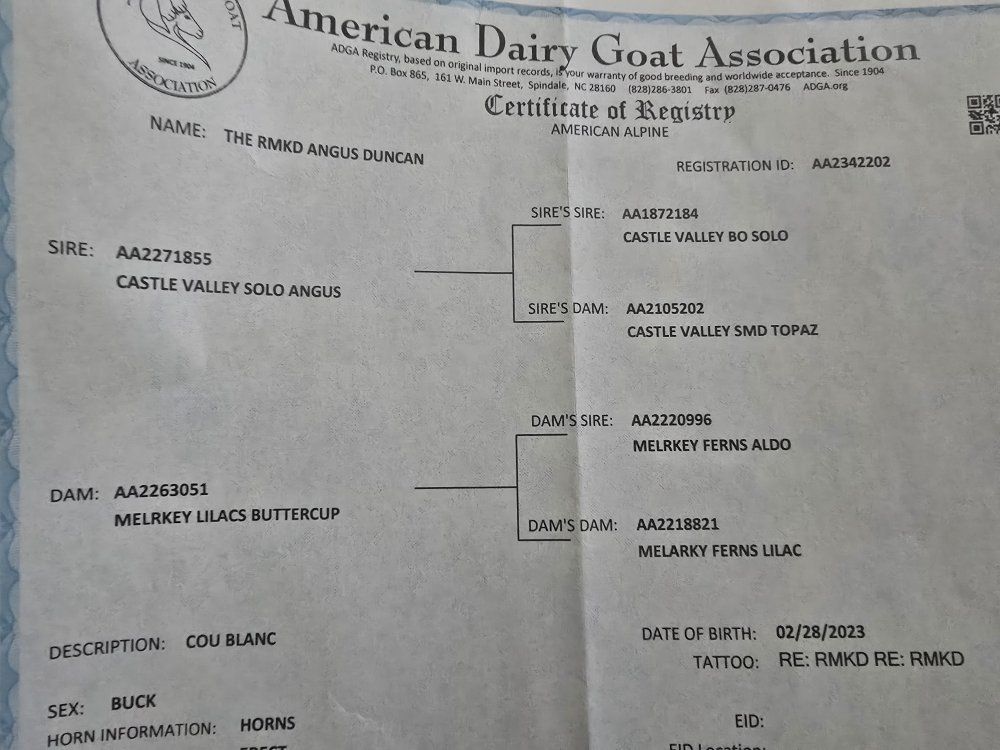 OAT
SINCE 1904
ASSOCIATION
American Dairy Goat Association
ADGA Registry, based on original import records, is your warranty of good breeding and worldwide acceptance. Since 1904
P.O. Box 865, 161 W. Main Street, Spindale, NC 28160 (828)286-3801 Fax (828)287-0476 ADGA.org
Certificate of Registry
AMERICAN ALPINE
NAME: THE RMKD ANGUS DUNCAN
REGISTRATION ID: AA2342202
SIRE'S SIRE: AA1872184
CASTLE VALLEY BO SOLO
SIRE: AA2271855
CASTLE VALLEY SOLO ANGUS
SIRE'S DAM: AA2105202
CASTLE VALLEY SMD TOPAZ
DAM'S SIRE: AA2220996
MELRKEY FERNS ALDO
DAM: AA2263051
MELRKEY LILACS BUTTERCUP
DAM'S DAM: AA2218821
MELARKY FERNS LILAC
DESCRIPTION: COU BLANC
DATE OF BIRTH: 02/28/2023
TATTOO: RE: RMKD RE: RMKD
SEX: BUCK
HORN INFORMATION: HORNS
EID:
ERECT
EID Location: